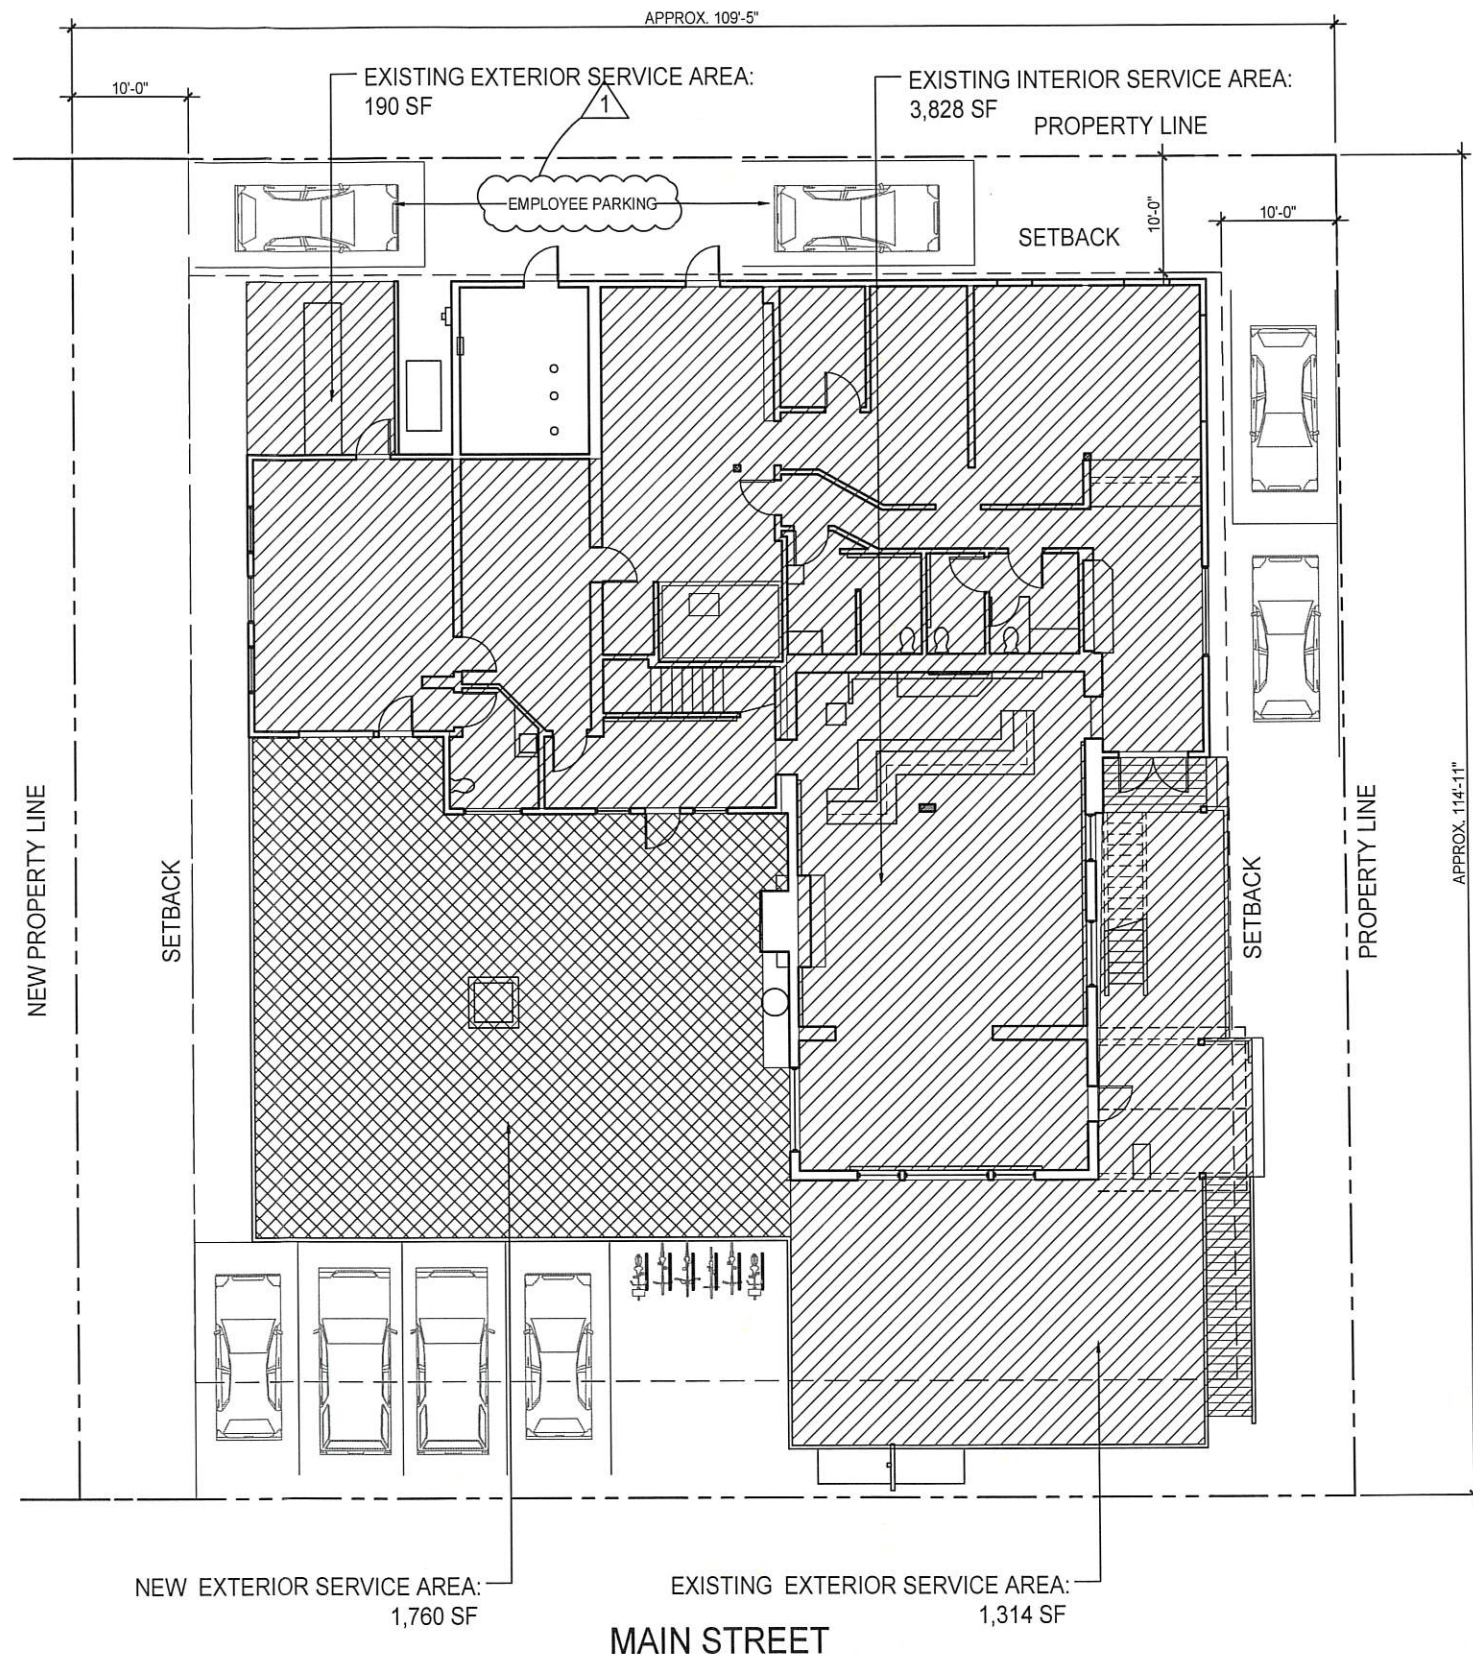 APPROX. 109'-5"
10'-0"
EXISTING EXTERIOR SERVICE AREA:
190 SF
1
EXISTING INTERIOR SERVICE AREA:
3,828 SF
PROPERTY LINE
EMPLOYEE PARKING
10'-0"
SETBACK
10'-0"
NEW PROPERTY LINE
SETBACK
SETBACK
PROPERTY LINE
APPROX. 114'-11"
NEW EXTERIOR SERVICE AREA:
1,760 SF
EXISTING EXTERIOR SERVICE AREA:
1,314 SF
MAIN STREET